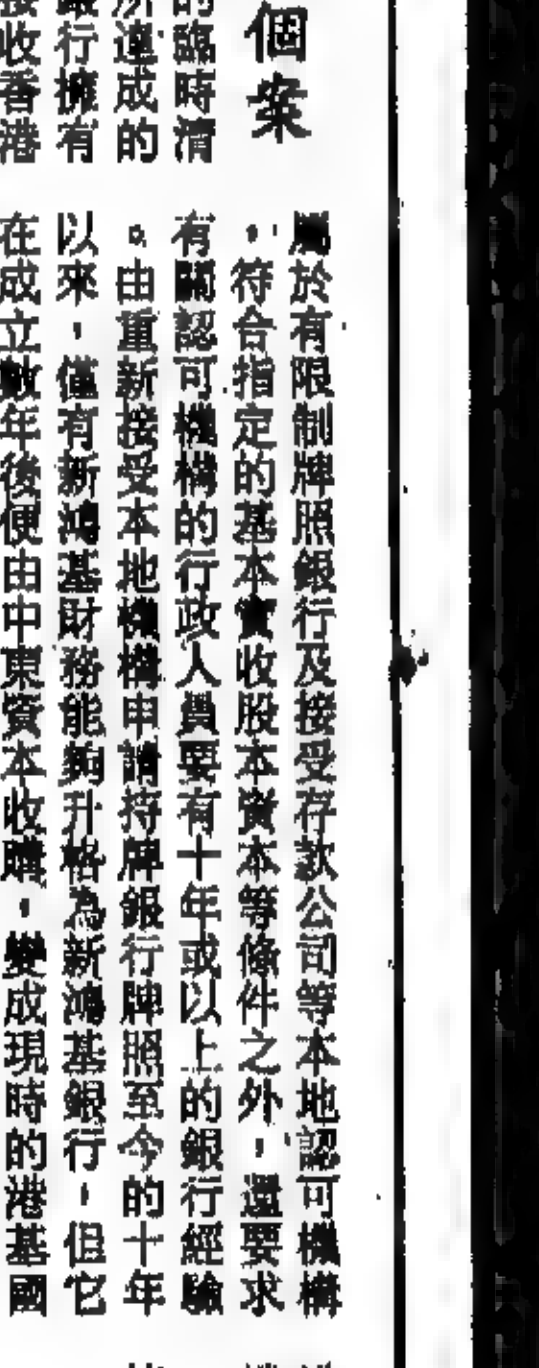 個案
屬於有限制牌照銀行及接受存款公司等本地認可機構
，符合指定的基本實收股本資本等條件之外，還要求
有關認可機構的行政人員要有十年或以上的銀行經驗
。由重新接受本地機構申請持牌銀行牌照至今的十年
以來，僅有新鴻基財務能夠升格為新鴻基銀行，但它
在成立數年後便由中東資本收購，變成現時的港基國
的臨時清
所達成的
銀行擁有
接收香港